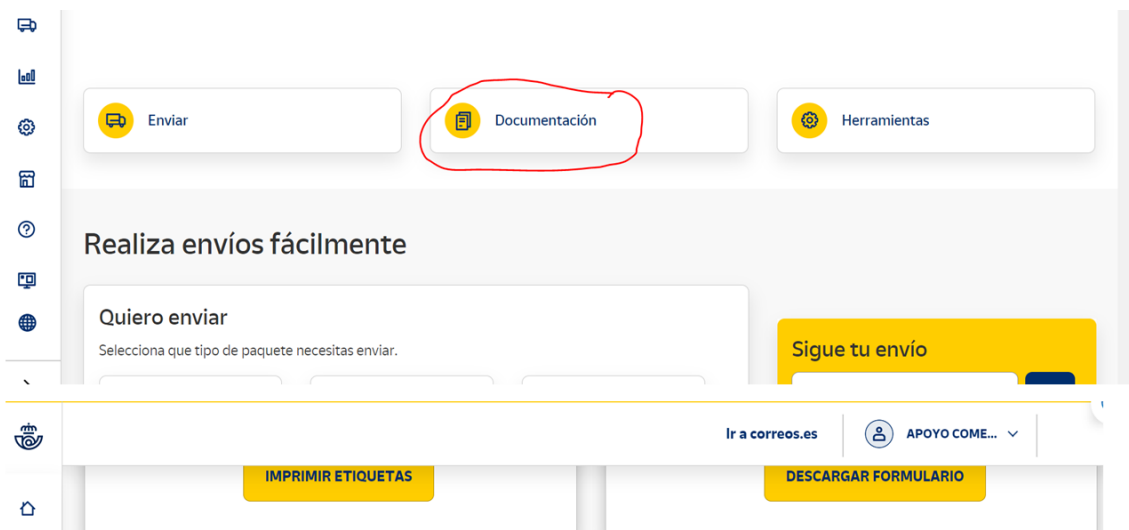 Enviar
Documentación
Herramientas
Realiza envíos fácilmente
Quiero enviar
Selecciona que tipo de paquete necesitas enviar.
Sigue tu envío
Ir a correos.es
APOYO COME...
IMPRIMIR ETIQUETAS
DESCARGAR FORMULARIO